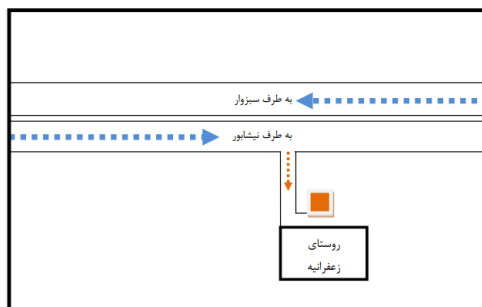 به طرف سبزوار
به طرف نیشابور
روستای
زعفرانیه